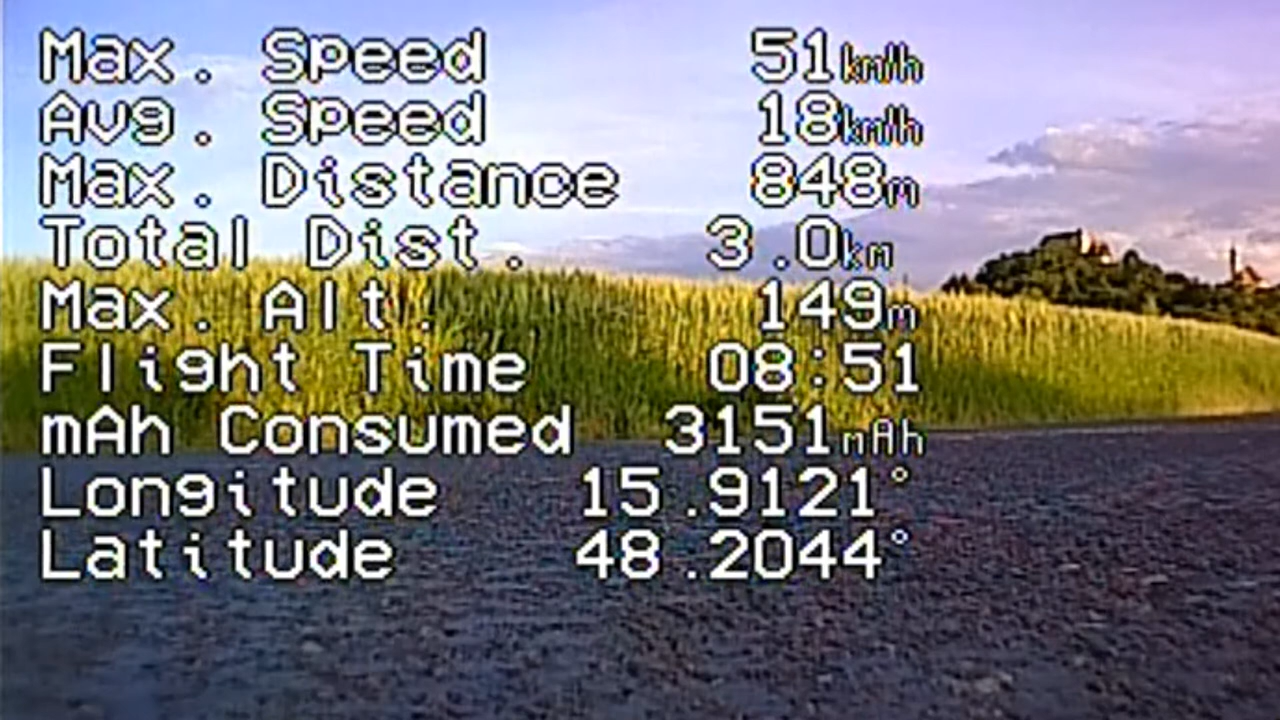 Max. Speed 51km/h
Avg. Speed 18km/h
Max. Distance 848m
Total Dist. 3.0km
Max. Alt. 149m
Flight Time 08:51
mAh Consumed 3151mAh
Longitude 15.9121°
Latitude 48.2044°